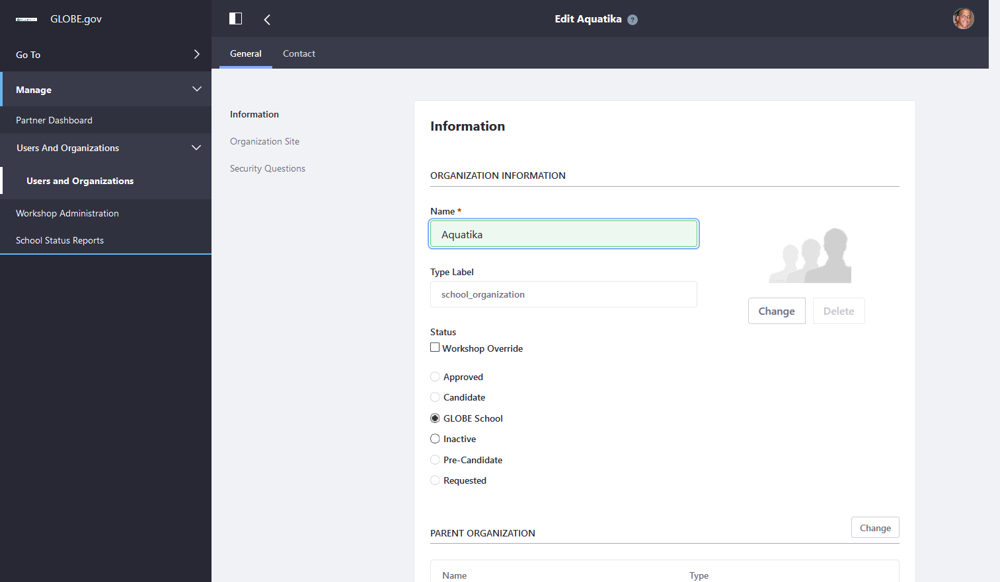 GLOBE.gov
Edit Aquatika ?
Go To
General
Contact
Manage
Partner Dashboard
Users And Organizations
Users and Organizations
Workshop Administration
School Status Reports
Information
Organization Site
Security Questions
Information
ORGANIZATION INFORMATION
Name *
Aquatika
Type Label
school_organization
Change
Delete
Status
Workshop Override
Approved
Candidate
GLOBE School
Inactive
Pre-Candidate
Requested
PARENT ORGANIZATION
Change
Name
Type